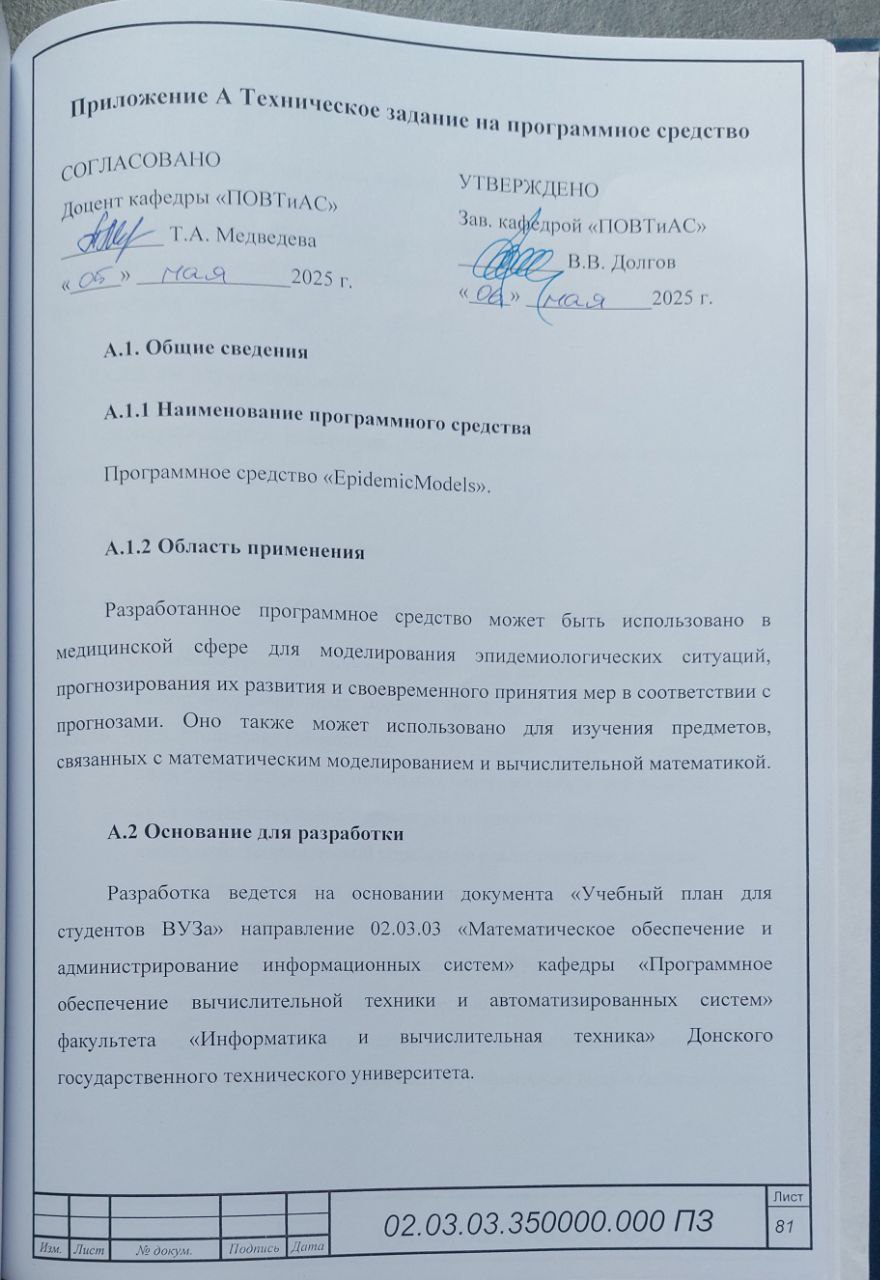 Приложение А Техническое задание на программное средство
СОГЛАСОВАНО
Доцент кафедры «ПОВТиАС»
Т.А. Медведева
«05» мая 2025 г.
УТВЕРЖДЕНО
Зав. кафедрой «ПОВТиАС»
В.В. Долгов
«06» мая 2025 г.
А.1. Общие сведения
А.1.1 Наименование программного средства
Программное средство «EpidemicModels».
А.1.2 Область применения
Разработанное программное средство может быть использовано в
медицинской сфере для моделирования эпидемиологических ситуаций,
прогнозирования их развития и своевременного принятия мер в соответствии с
прогнозами. Оно также может использовано для изучения предметов,
связанных с математическим моделированием и вычислительной математикой.
А.2 Основание для разработки
Разработка ведется на основании документа «Учебный план для
студентов ВУЗа» направление 02.03.03 «Математическое обеспечение и
администрирование информационных систем» кафедры «Программное
обеспечение вычислительной техники и автоматизированных систем»
факультета «Информатика и вычислительная техника» Донского
государственного технического университета.
Изм. Лист № докум. Подпись Дата
02.03.03.350000.000 ПЗ
Лист
81